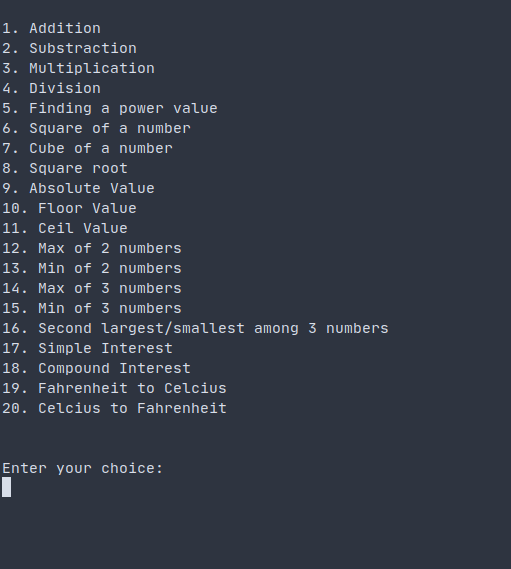 1. Addition
2. Substraction
3. Multiplication
4. Division
5. Finding a power value
6. Square of a number
7. Cube of a number
8. Square root
9. Absolute Value
10. Floor Value
11. Ceil Value
12. Max of 2 numbers
13. Min of 2 numbers
14. Max of 3 numbers
15. Min of 3 numbers
16. Second largest/smallest among 3 numbers
17. Simple Interest
18. Compound Interest
19. Fahrenheit to Celcius
20. Celcius to Fahrenheit
Enter your choice: